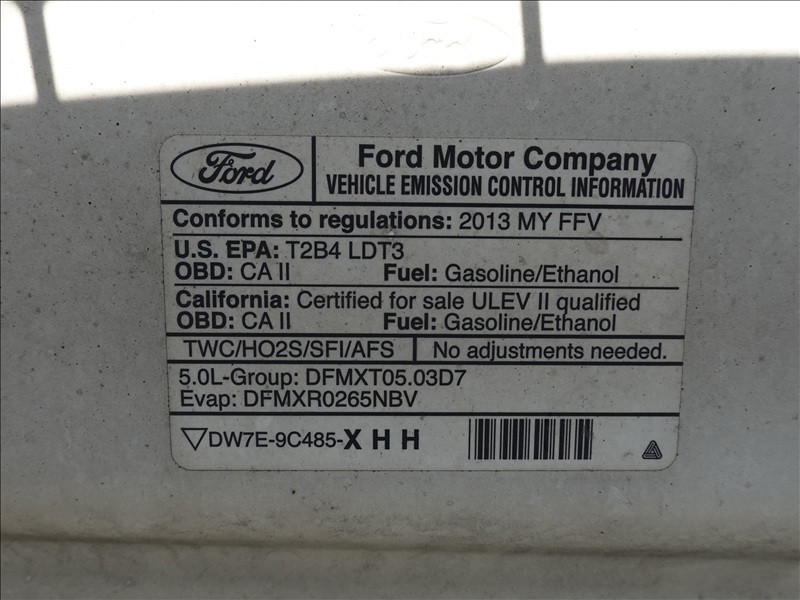 Ford
Ford Motor Company
VEHICLE EMISSION CONTROL INFORMATION
Conforms to regulations: 2013 MY FFV
U.S. EPA: T2B4 LDT3
OBD: CA II Fuel: Gasoline/Ethanol
California: Certified for sale ULEV II qualified
OBD: CA II Fuel: Gasoline/Ethanol
TWC/HO2S/SFI/AFS No adjustments needed.
5.0L-Group: DFMXT05.03D7
Evap: DFMXR0265NBV
DW7E-9C485-X H H